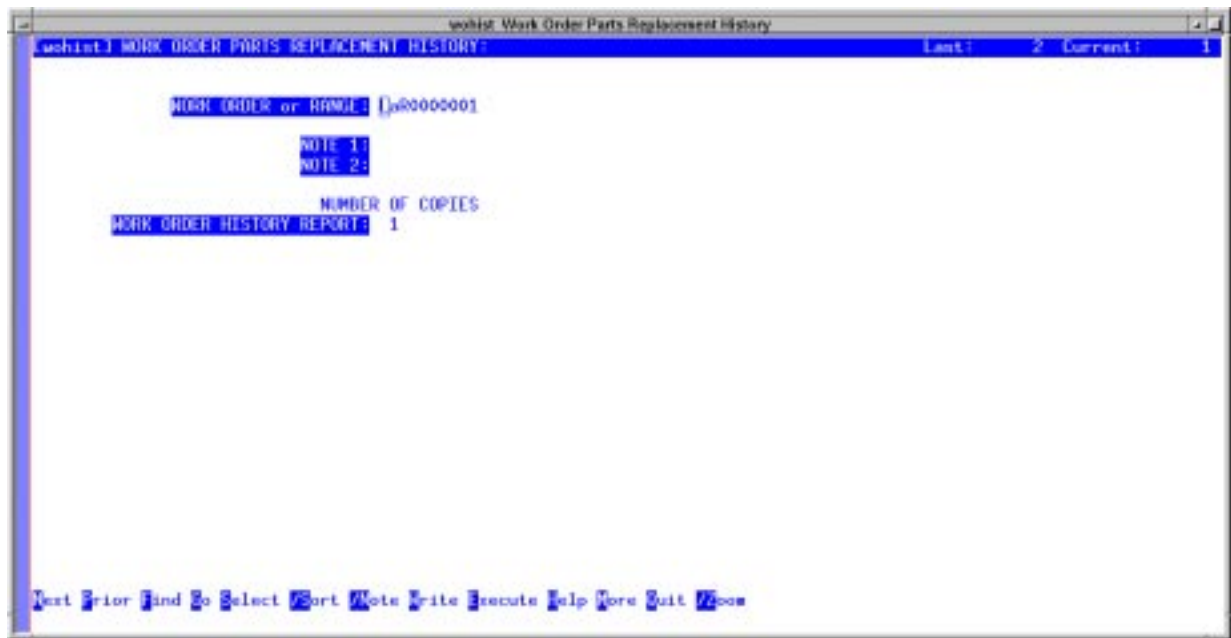 wohist Work Order Parts Replacement History
[wohist] WORK ORDER PARTS REPLACEMENT HISTORY: Last: 2 Current: 1
WORK ORDER or RANGE:
NOTE 1:
NOTE 2:
NUMBER OF COPIES
WORK ORDER HISTORY REPORT: 1
Next Prior Find Go Select /Sort /Note Write Execute Help More Quit /Zoom